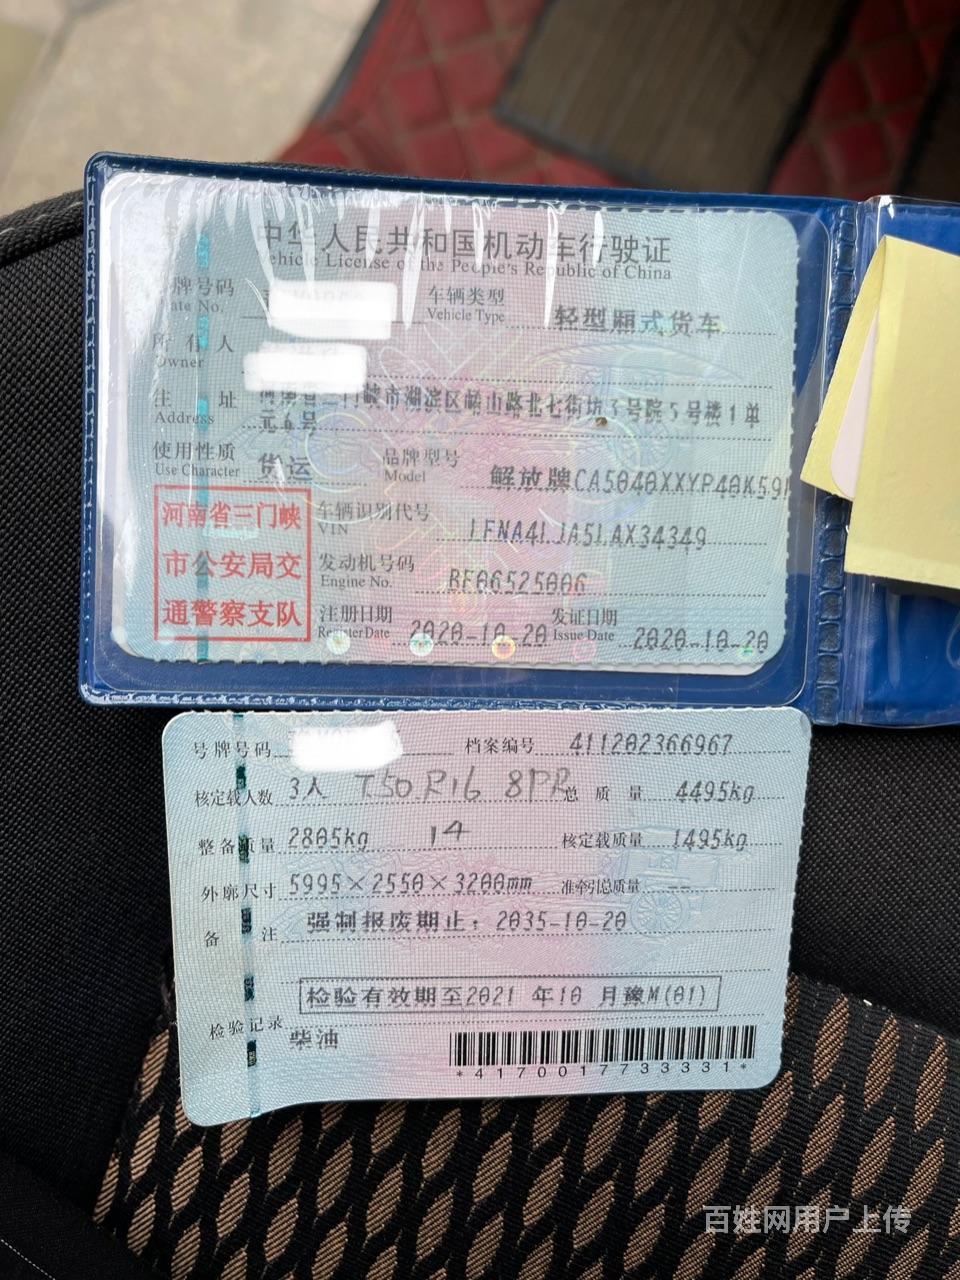 中华人民共和国机动车行驶证
Vehicle License of the People's Republic of China
牌号码 车辆类型 轻型厢式货车
ate No. Vehicle Type
所有人
Owner
住 址 河南省三门峡市湖滨区崤山路北七街坊3号院5号楼1单
Address 元6号
使用性质 货运 品牌型号 解放牌CA5040XXYP40K59
Use Character Model
河南省三门峡
市公安局交
通警察支队
车辆识别代号 LFNA4LJA5LAX34349
VIN
发动机号码 BF06525006
Engine No.
注册日期 2020-10-20 发证日期 2020-10-20
Register Date Issue Date
号牌号码 档案编号 411202366967
核定载人数 3人 7.50R16 8PR 总质量 4495kg
整备质量 2805kg 14 核定载质量 1495kg
外廓尺寸 5995×2550×3200mm 准牵引总质量 --
备 注 强制报废期止：2035-10-20
检验有效期至2021 年10 月豫M(01)
检验记录 柴油
*4170017733331*
百姓网用户上传